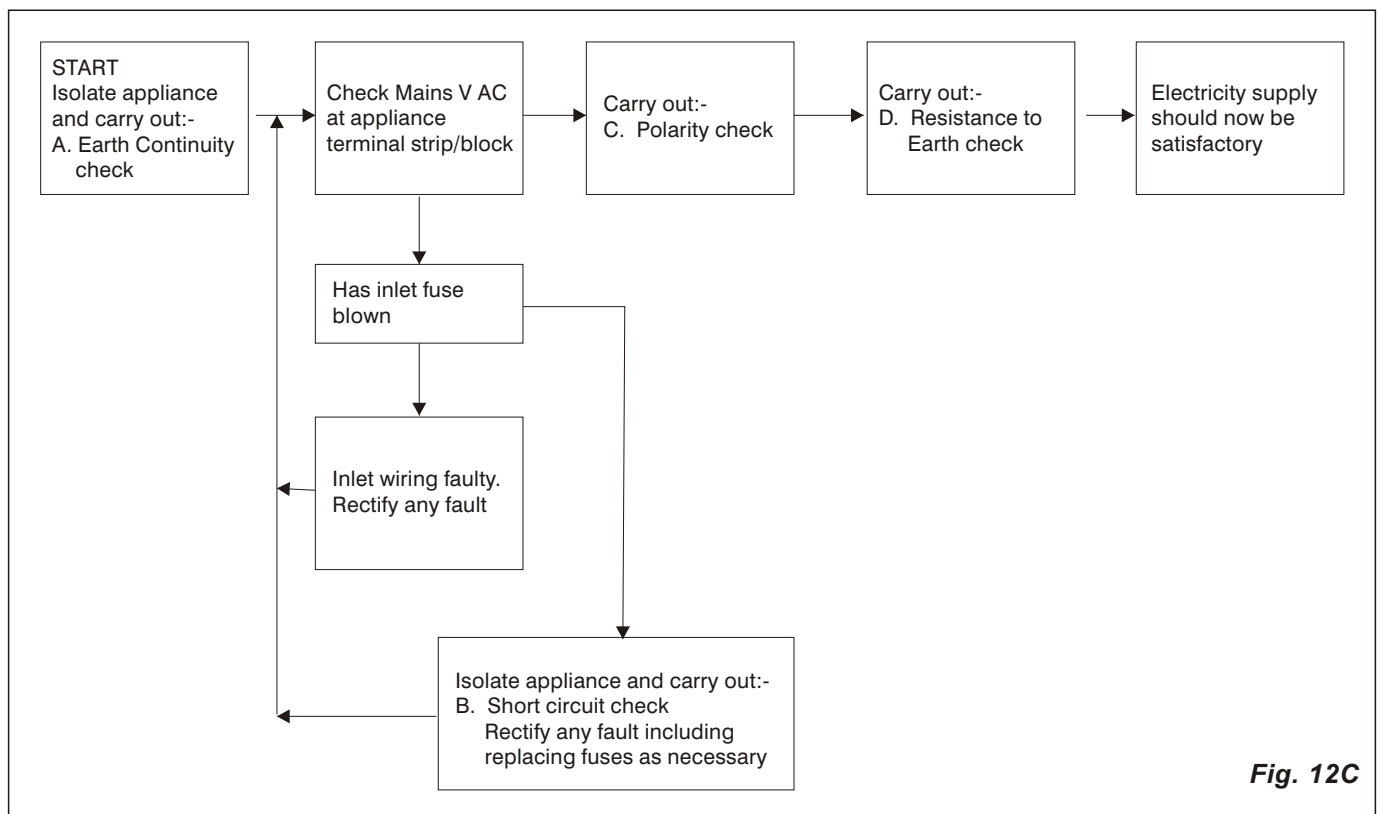 START
Isolate appliance
and carry out:-
A. Earth Continuity
check
Check Mains V AC
at appliance
terminal strip/block
Carry out:-
C. Polarity check
Carry out:-
D. Resistance to
Earth check
Electricity supply
should now be
satisfactory
Has inlet fuse
blown
Inlet wiring faulty.
Rectify any fault
Isolate appliance and carry out:-
B. Short circuit check
Rectify any fault including
replacing fuses as necessary
Fig. 12C